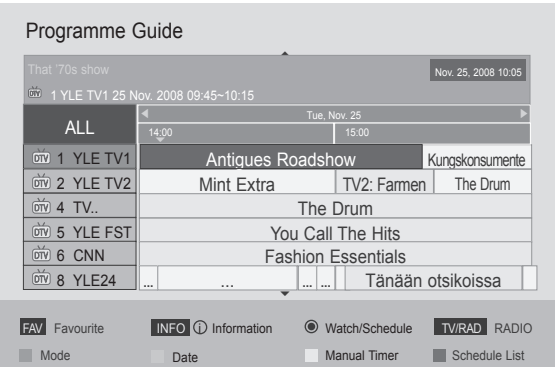 Programme Guide
That '70s show
Nov. 25, 2008 10:05
DTV 1 YLE TV1 25 Nov. 2008 09:45~10:15
ALL
Tue, Nov. 25
14:00 15:00
DTV 1 YLE TV1 Antigues Roadshow Kungskonsumente
DTV 2 YLE TV2 Mint Extra TV2: Farmen The Drum
DTV 4 TV.. The Drum
DTV 5 YLE FST You Call The Hits
DTV 6 CNN Fashion Essentials
DTV 8 YLE24 ... ... ... ... Tänään otsikoissa
FAV Favourite INFO i Information Watch/Schedule TV/RAD RADIO
Mode Date Manual Timer Schedule List